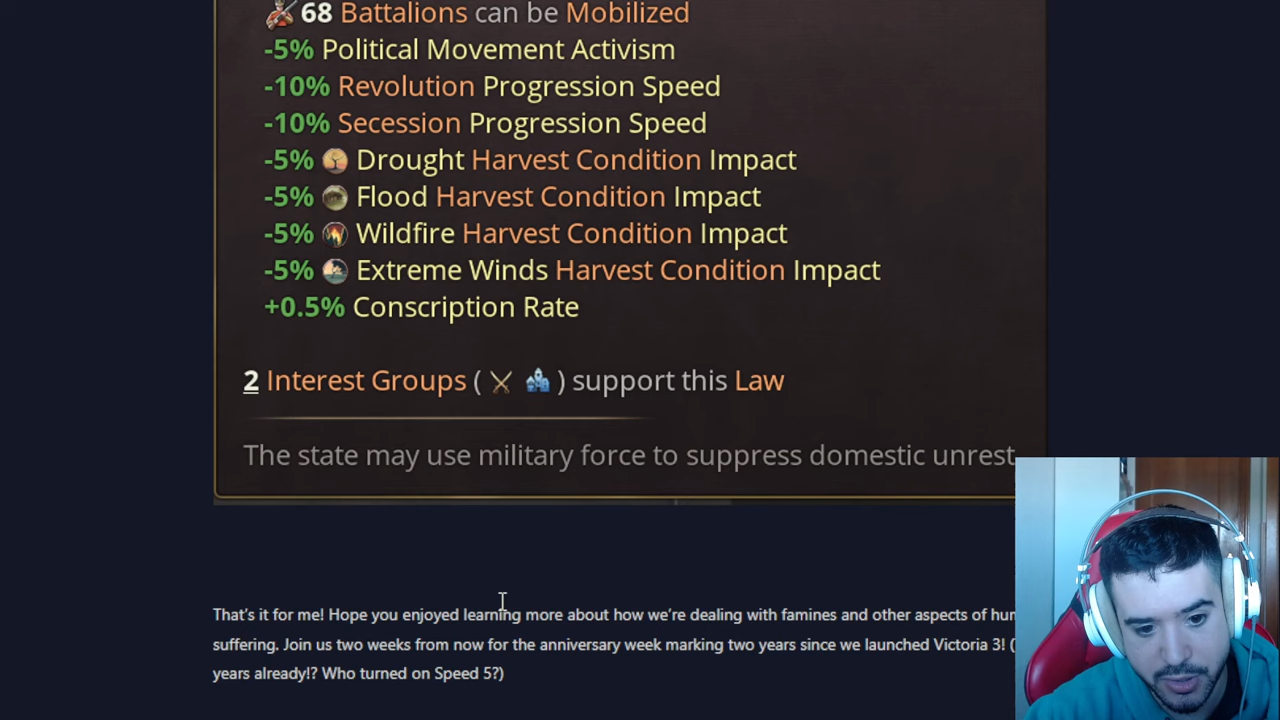 68 Battalions can be Mobilized
-5% Political Movement Activism
-10% Revolution Progression Speed
-10% Secession Progression Speed
-5% Drought Harvest Condition Impact
-5% Flood Harvest Condition Impact
-5% Wildfire Harvest Condition Impact
-5% Extreme Winds Harvest Condition Impact
+0.5% Conscription Rate
2 Interest Groups ( ) support this Law
The state may use military force to suppress domestic unrest
That's it for me! Hope you enjoyed learning more about how we're dealing with famines and other aspects of
suffering. Join us two weeks from now for the anniversary week marking two years since we launched Victoria 3! (
years already!? Who turned on Speed 5?)